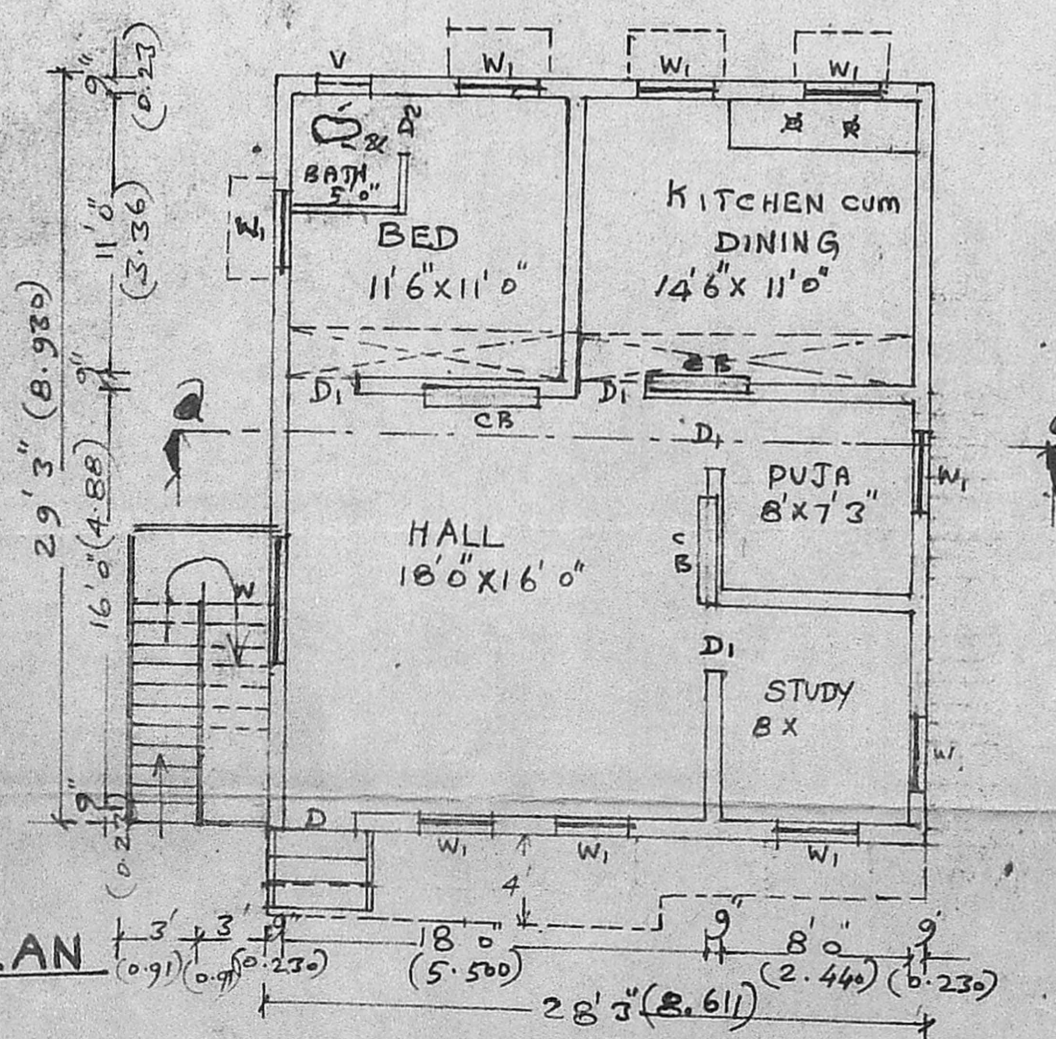 V
W1
W1
W1
D2
BATH
5'0"
BED
11'6"X11'0"
KITCHEN CUM
DINING
14'6"X 11'0"
D1
CB
D1
CB
D1
PUJA
8'X7'3"
W1
HALL
18'0"X16'0"
C
B
W
D1
STUDY
8 X
W1
D
W1
W1
W1
4'
29'3" (8.930)
9"
(0.23)
11'0"
(3.36)
9"
16'0" (4.88)
9"
AN
3'
3'
9"
18'0"
9"
8'0"
9"
(0.91)
(0.91)
(0.230)
(5.500)
(2.440)
(0.230)
28'3" (8.611)